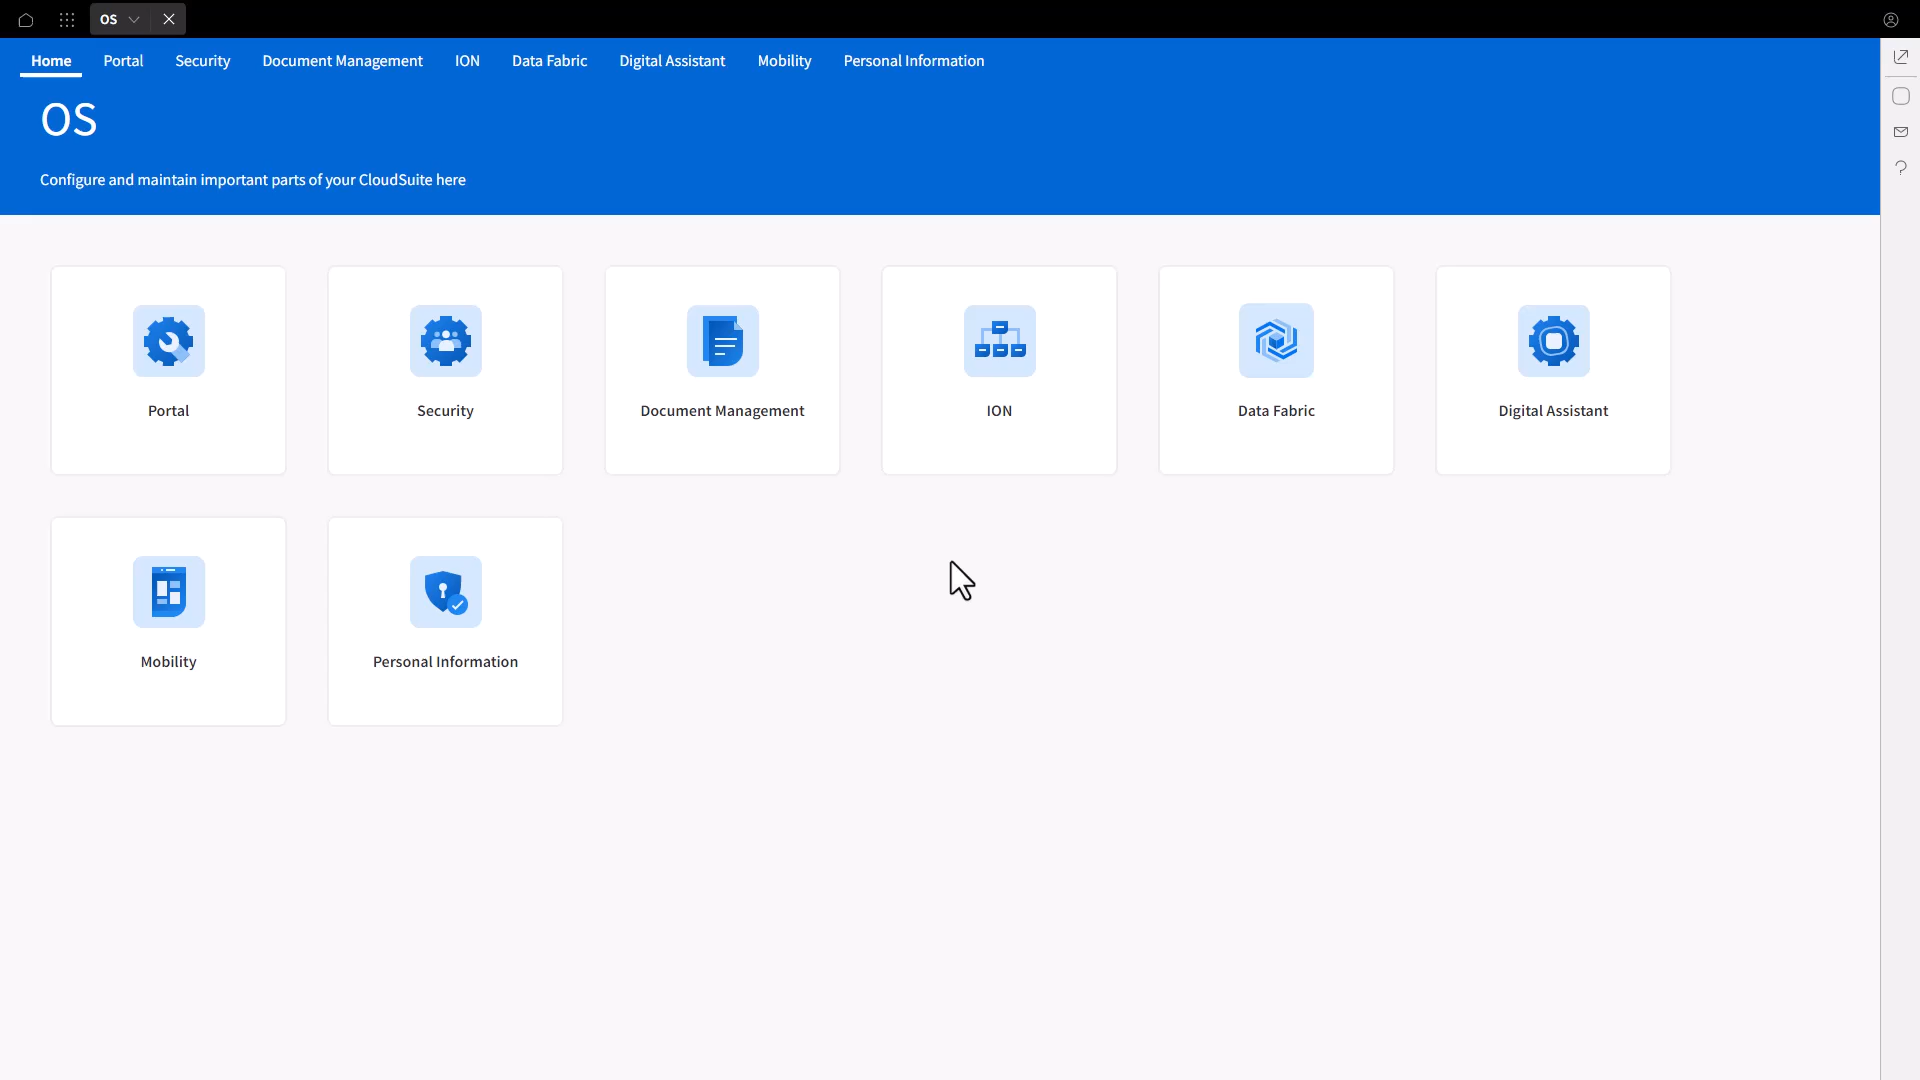 OS
Home Portal Security Document Management ION Data Fabric Digital Assistant Mobility Personal Information
OS
Configure and maintain important parts of your CloudSuite here
Portal Security Document Management ION Data Fabric Digital Assistant
Mobility Personal Information